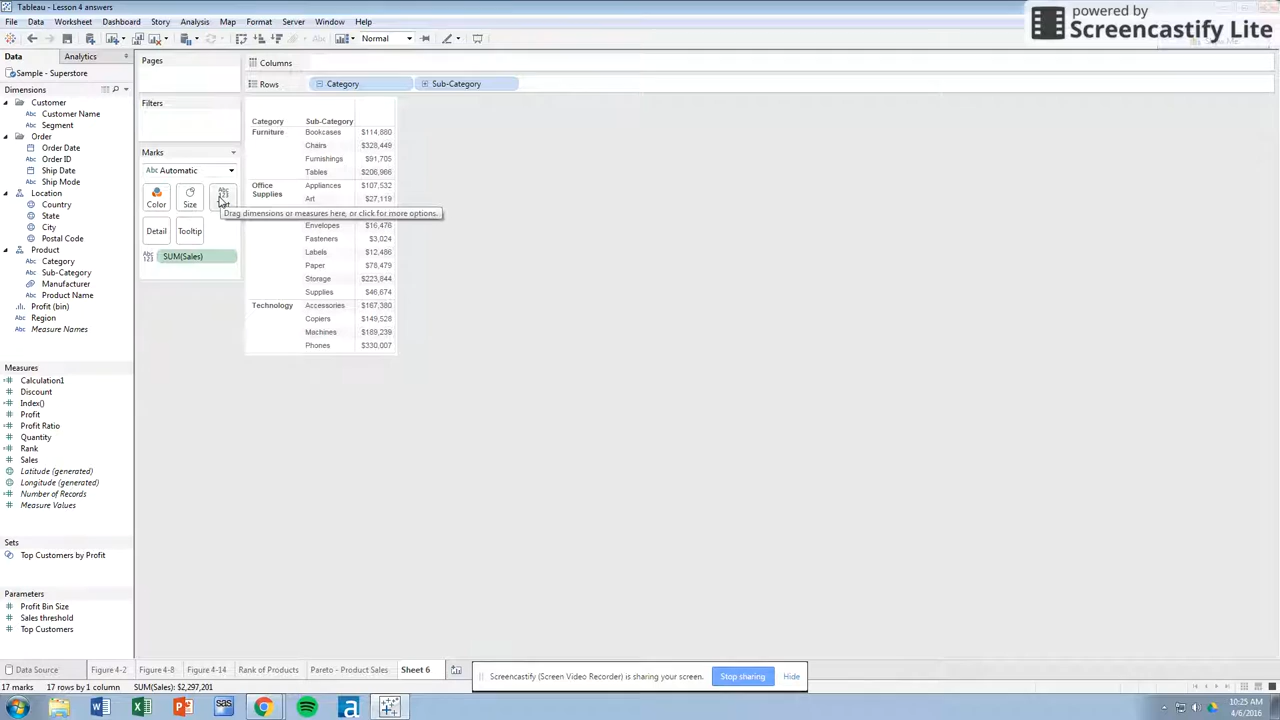 Tableau - Lesson 4 answers
powered by
Screencastify Lite
File Data Worksheet Dashboard Story Analysis Map Format Server Window Help
Normal
Data Analytics
Sample - Superstore
Dimensions
Customer
Customer Name
Segment
Order
Order Date
Order ID
Ship Date
Ship Mode
Location
Country
State
City
Postal Code
Product
Category
Sub-Category
Manufacturer
Product Name
Profit (bin)
Region
Measure Names
Measures
Calculation1
Discount
Index()
Profit
Profit Ratio
Quantity
Rank
Sales
Latitude (generated)
Longitude (generated)
Number of Records
Measure Values
Sets
Top Customers by Profit
Parameters
Profit Bin Size
Sales threshold
Top Customers
Pages
Filters
Marks
Abc Automatic
Color Size
Detail Tooltip
SUM(Sales)
Columns
Rows Category Sub-Category
Category Sub-Category
Furniture Bookcases $114,880
Chairs $328,449
Furnishings $91,705
Tables $206,966
Office Supplies Appliances $107,532
Art $27,119
Drag dimensions or measures here, or click for more options.
Envelopes $16,476
Fasteners $3,024
Labels $12,486
Paper $78,479
Storage $223,844
Supplies $46,674
Technology Accessories $167,380
Copiers $149,528
Machines $189,239
Phones $330,007
Data Source Figure 4-2 Figure 4-8 Figure 4-14 Rank of Products Pareto - Product Sales Sheet 6
Screencastify (Screen Video Recorder) is sharing your screen. Stop sharing Hide
17 marks 17 rows by 1 column SUM(Sales): $2,297,201
10:25 AM
4/6/2016